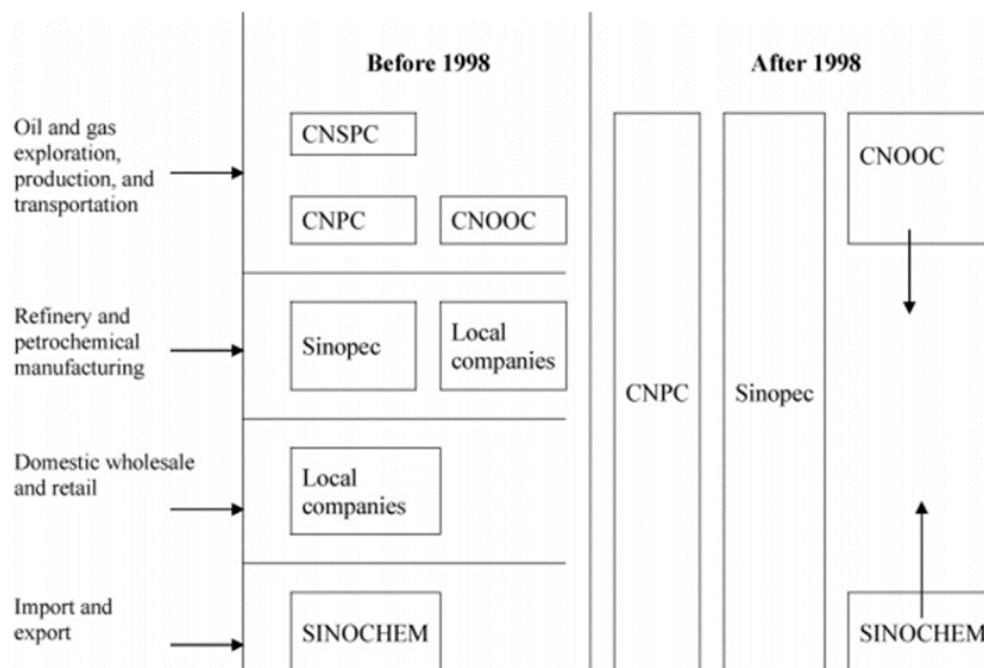 Before 1998
After 1998
Oil and gas
exploration,
production, and
transportation
CNSPC
CNPC
CNOOC
CNOOC
Refinery and
petrochemical
manufacturing
Sinopec
Local
companies
CNPC
Sinopec
Domestic wholesale
and retail
Local
companies
Import and
export
SINOCHEM
SINOCHEM